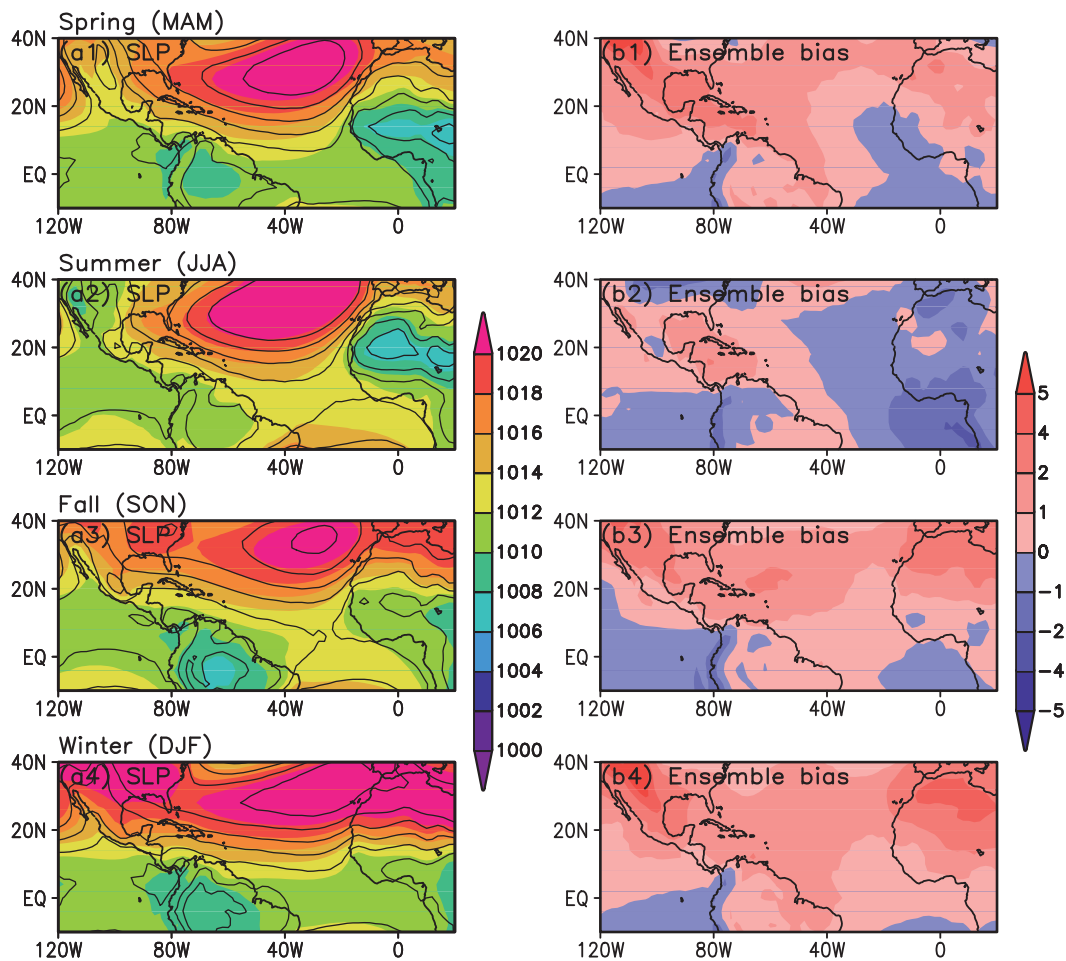 Spring (MAM)
(a1) SLP
(b1) Ensemble bias
40N
20N
EQ
120W 80W 40W 0
40N
20N
EQ
120W 80W 40W 0
Summer (JJA)
(a2) SLP
(b2) Ensemble bias
40N
20N
EQ
120W 80W 40W 0
40N
20N
EQ
120W 80W 40W 0
Fall (SON)
(a3) SLP
(b3) Ensemble bias
40N
20N
EQ
120W 80W 40W 0
40N
20N
EQ
120W 80W 40W 0
Winter (DJF)
(a4) SLP
(b4) Ensemble bias
40N
20N
EQ
120W 80W 40W 0
40N
20N
EQ
120W 80W 40W 0
1020
1018
1016
1014
1012
1010
1008
1006
1004
1002
1000
5
4
2
1
0
-1
-2
-4
-5